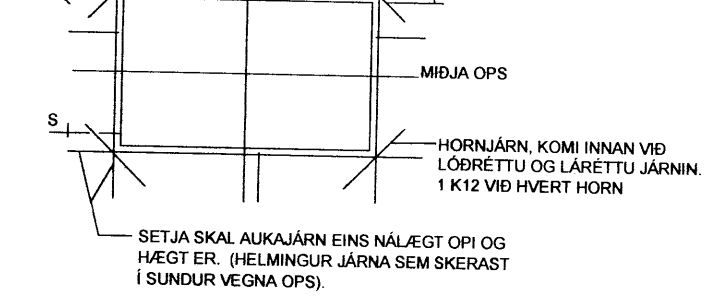 MIÐJA OPS
S
HORNJÁRN, KOMI INNAN VIÐ
LÓÐRÉTTU OG LÁRÉTTU JÁRNIN.
1 K12 VIÐ HVERT HORN
SETJA SKAL AUKAJÁRN EINS NÁLÆGT OPI OG
HÆGT ER. (HELMINGUR JÁRNA SEM SKERAST
Í SUNDUR VEGNA OPS).